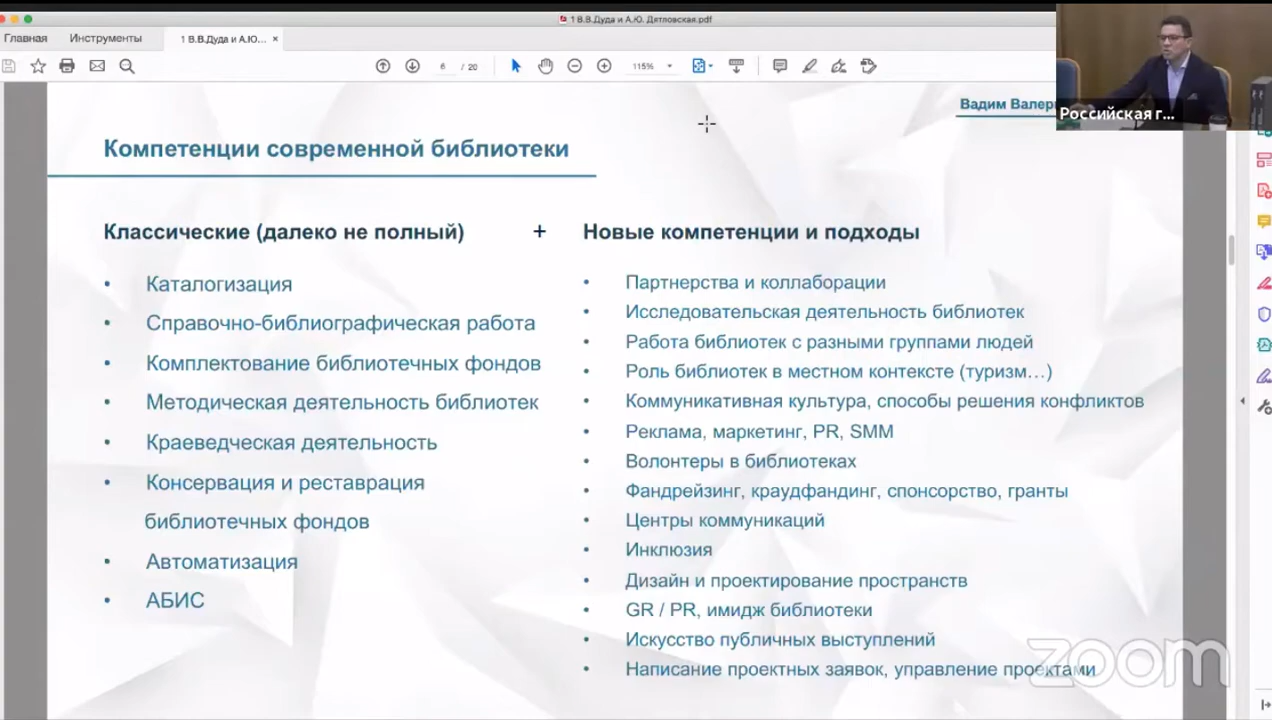 1 В.В.Дуда и А.Ю. Дятловская.pdf
Главная Инструменты 1 В.В.Дуда и А.Ю... ×
6 / 20 115%
Вадим Валер
Российская г...
Компетенции современной библиотеки
Классические (далеко не полный) + Новые компетенции и подходы
• Каталогизация
• Справочно-библиографическая работа
• Комплектование библиотечных фондов
• Методическая деятельность библиотек
• Краеведческая деятельность
• Консервация и реставрация
библиотечных фондов
• Автоматизация
• АБИС
• Партнерства и коллаборации
• Исследовательская деятельность библиотек
• Работа библиотек с разными группами людей
• Роль библиотек в местном контексте (туризм...)
• Коммуникативная культура, способы решения конфликтов
• Реклама, маркетинг, PR, SMM
• Волонтеры в библиотеках
• Фандрейзинг, краудфандинг, спонсорство, гранты
• Центры коммуникаций
• Инклюзия
• Дизайн и проектирование пространств
• GR / PR, имидж библиотеки
• Искусство публичных выступлений
• Написание проектных заявок, управление проектами
zoom